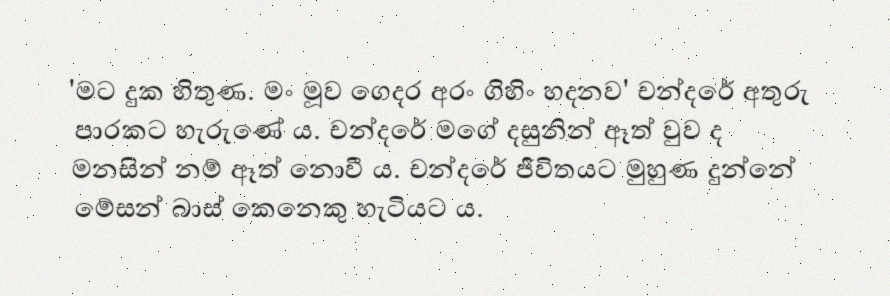 'මට දුක හිතුණ. මං මූව ගෙදර අරං ගිහිං හදනව' චන්දරේ අතුරු
පාරකට හැරුණේ ය. චන්දරේ මගේ දසුනින් ඈත් වුව ද
මනසින් නම් ඈත් නොවී ය. චන්දරේ ජීවිතයට මුහුණ දුන්නේ
මේසන් බාස් කෙනෙකු හැටියට ය.